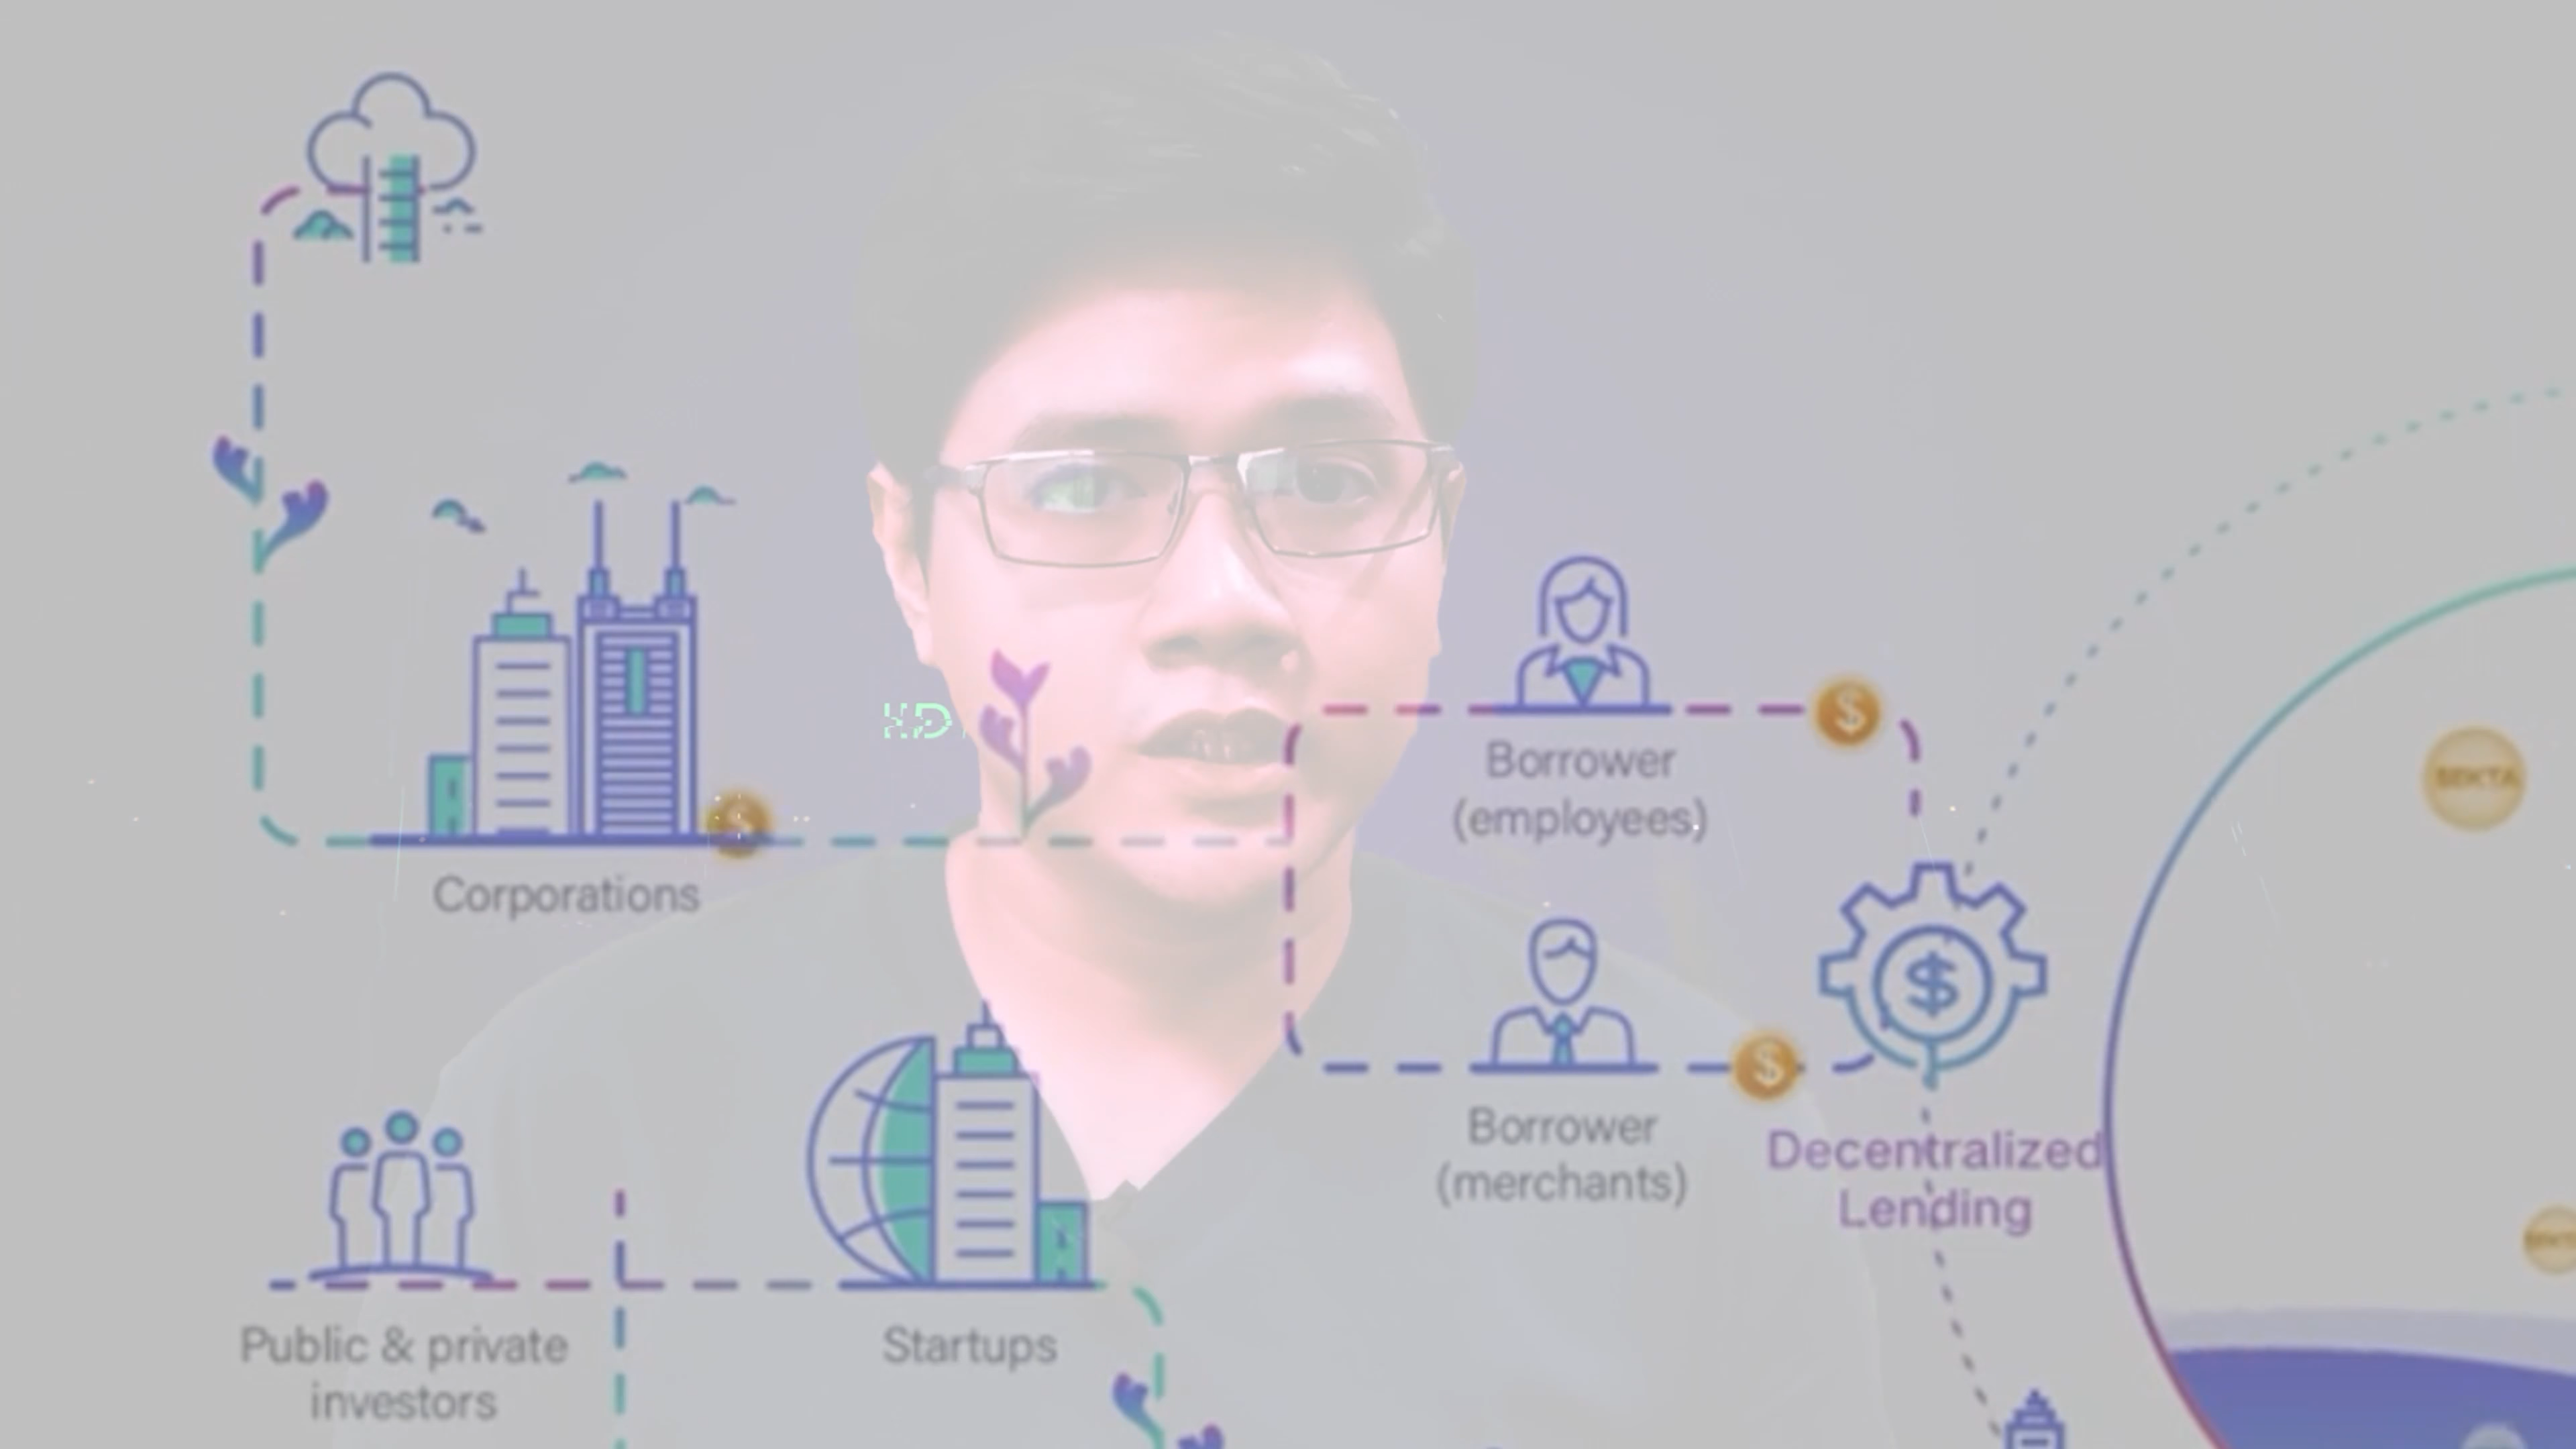 Borrower
(employees)
Corporations
Borrower
(merchants)
Decentralized
Lending
Public & private
investors
Startups
$
$
$
$